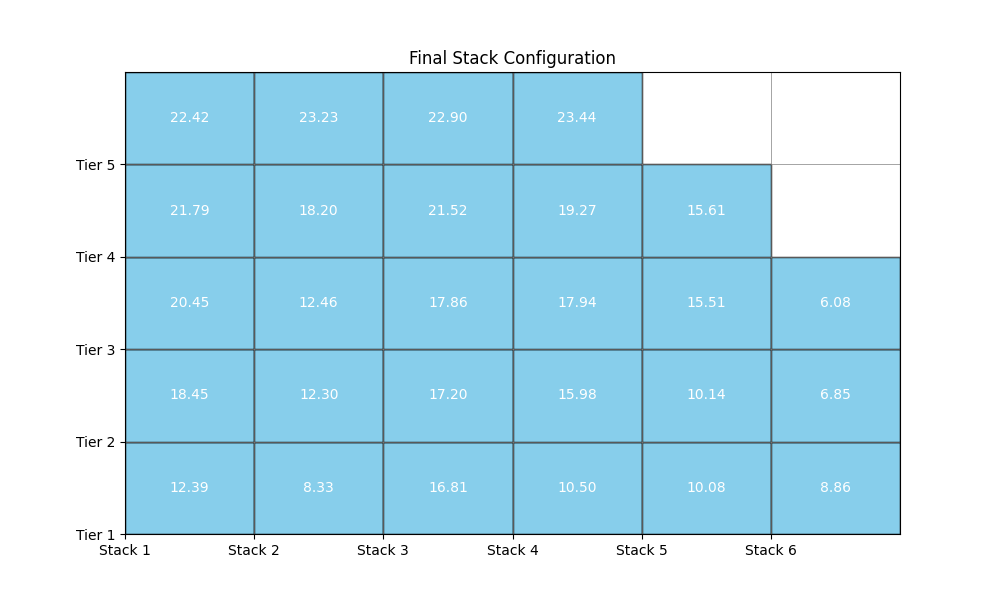 Final Stack Configuration
22.42 23.23 22.90 23.44
Tier 5
21.79 18.20 21.52 19.27 15.61
Tier 4
20.45 12.46 17.86 17.94 15.51 6.08
Tier 3
18.45 12.30 17.20 15.98 10.14 6.85
Tier 2
12.39 8.33 16.81 10.50 10.08 8.86
Tier 1
Stack 1 Stack 2 Stack 3 Stack 4 Stack 5 Stack 6